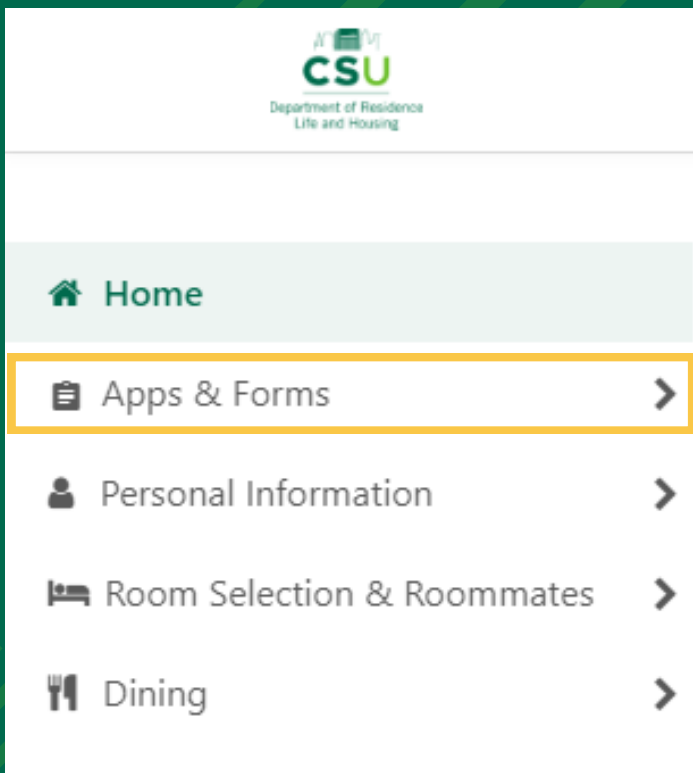 CSU
Department of Residence
Life and Housing
Home
Apps & Forms
Personal Information
Room Selection & Roommates
Dining